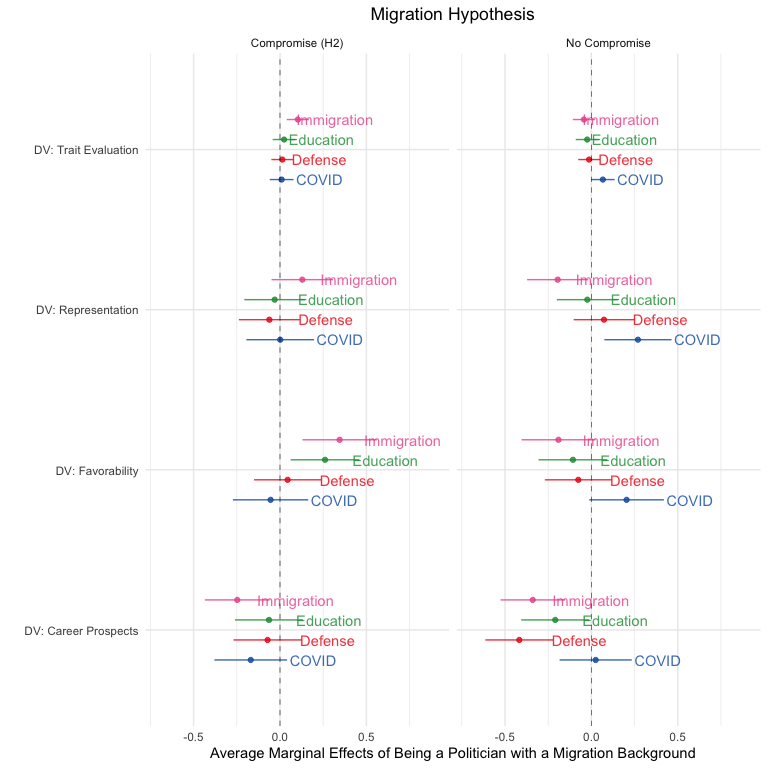 Migration Hypothesis
Compromise (H2)
No Compromise
DV: Trait Evaluation
Immigration
Education
Defense
COVID
Immigration
Education
Defense
COVID
DV: Representation
Immigration
Education
Defense
COVID
Immigration
Education
Defense
COVID
DV: Favorability
Immigration
Education
Defense
COVID
Immigration
Education
Defense
COVID
DV: Career Prospects
Immigration
Education
Defense
COVID
Immigration
Education
Defense
COVID
-0.5 0.0 0.5
-0.5 0.0 0.5
Average Marginal Effects of Being a Politician with a Migration Background